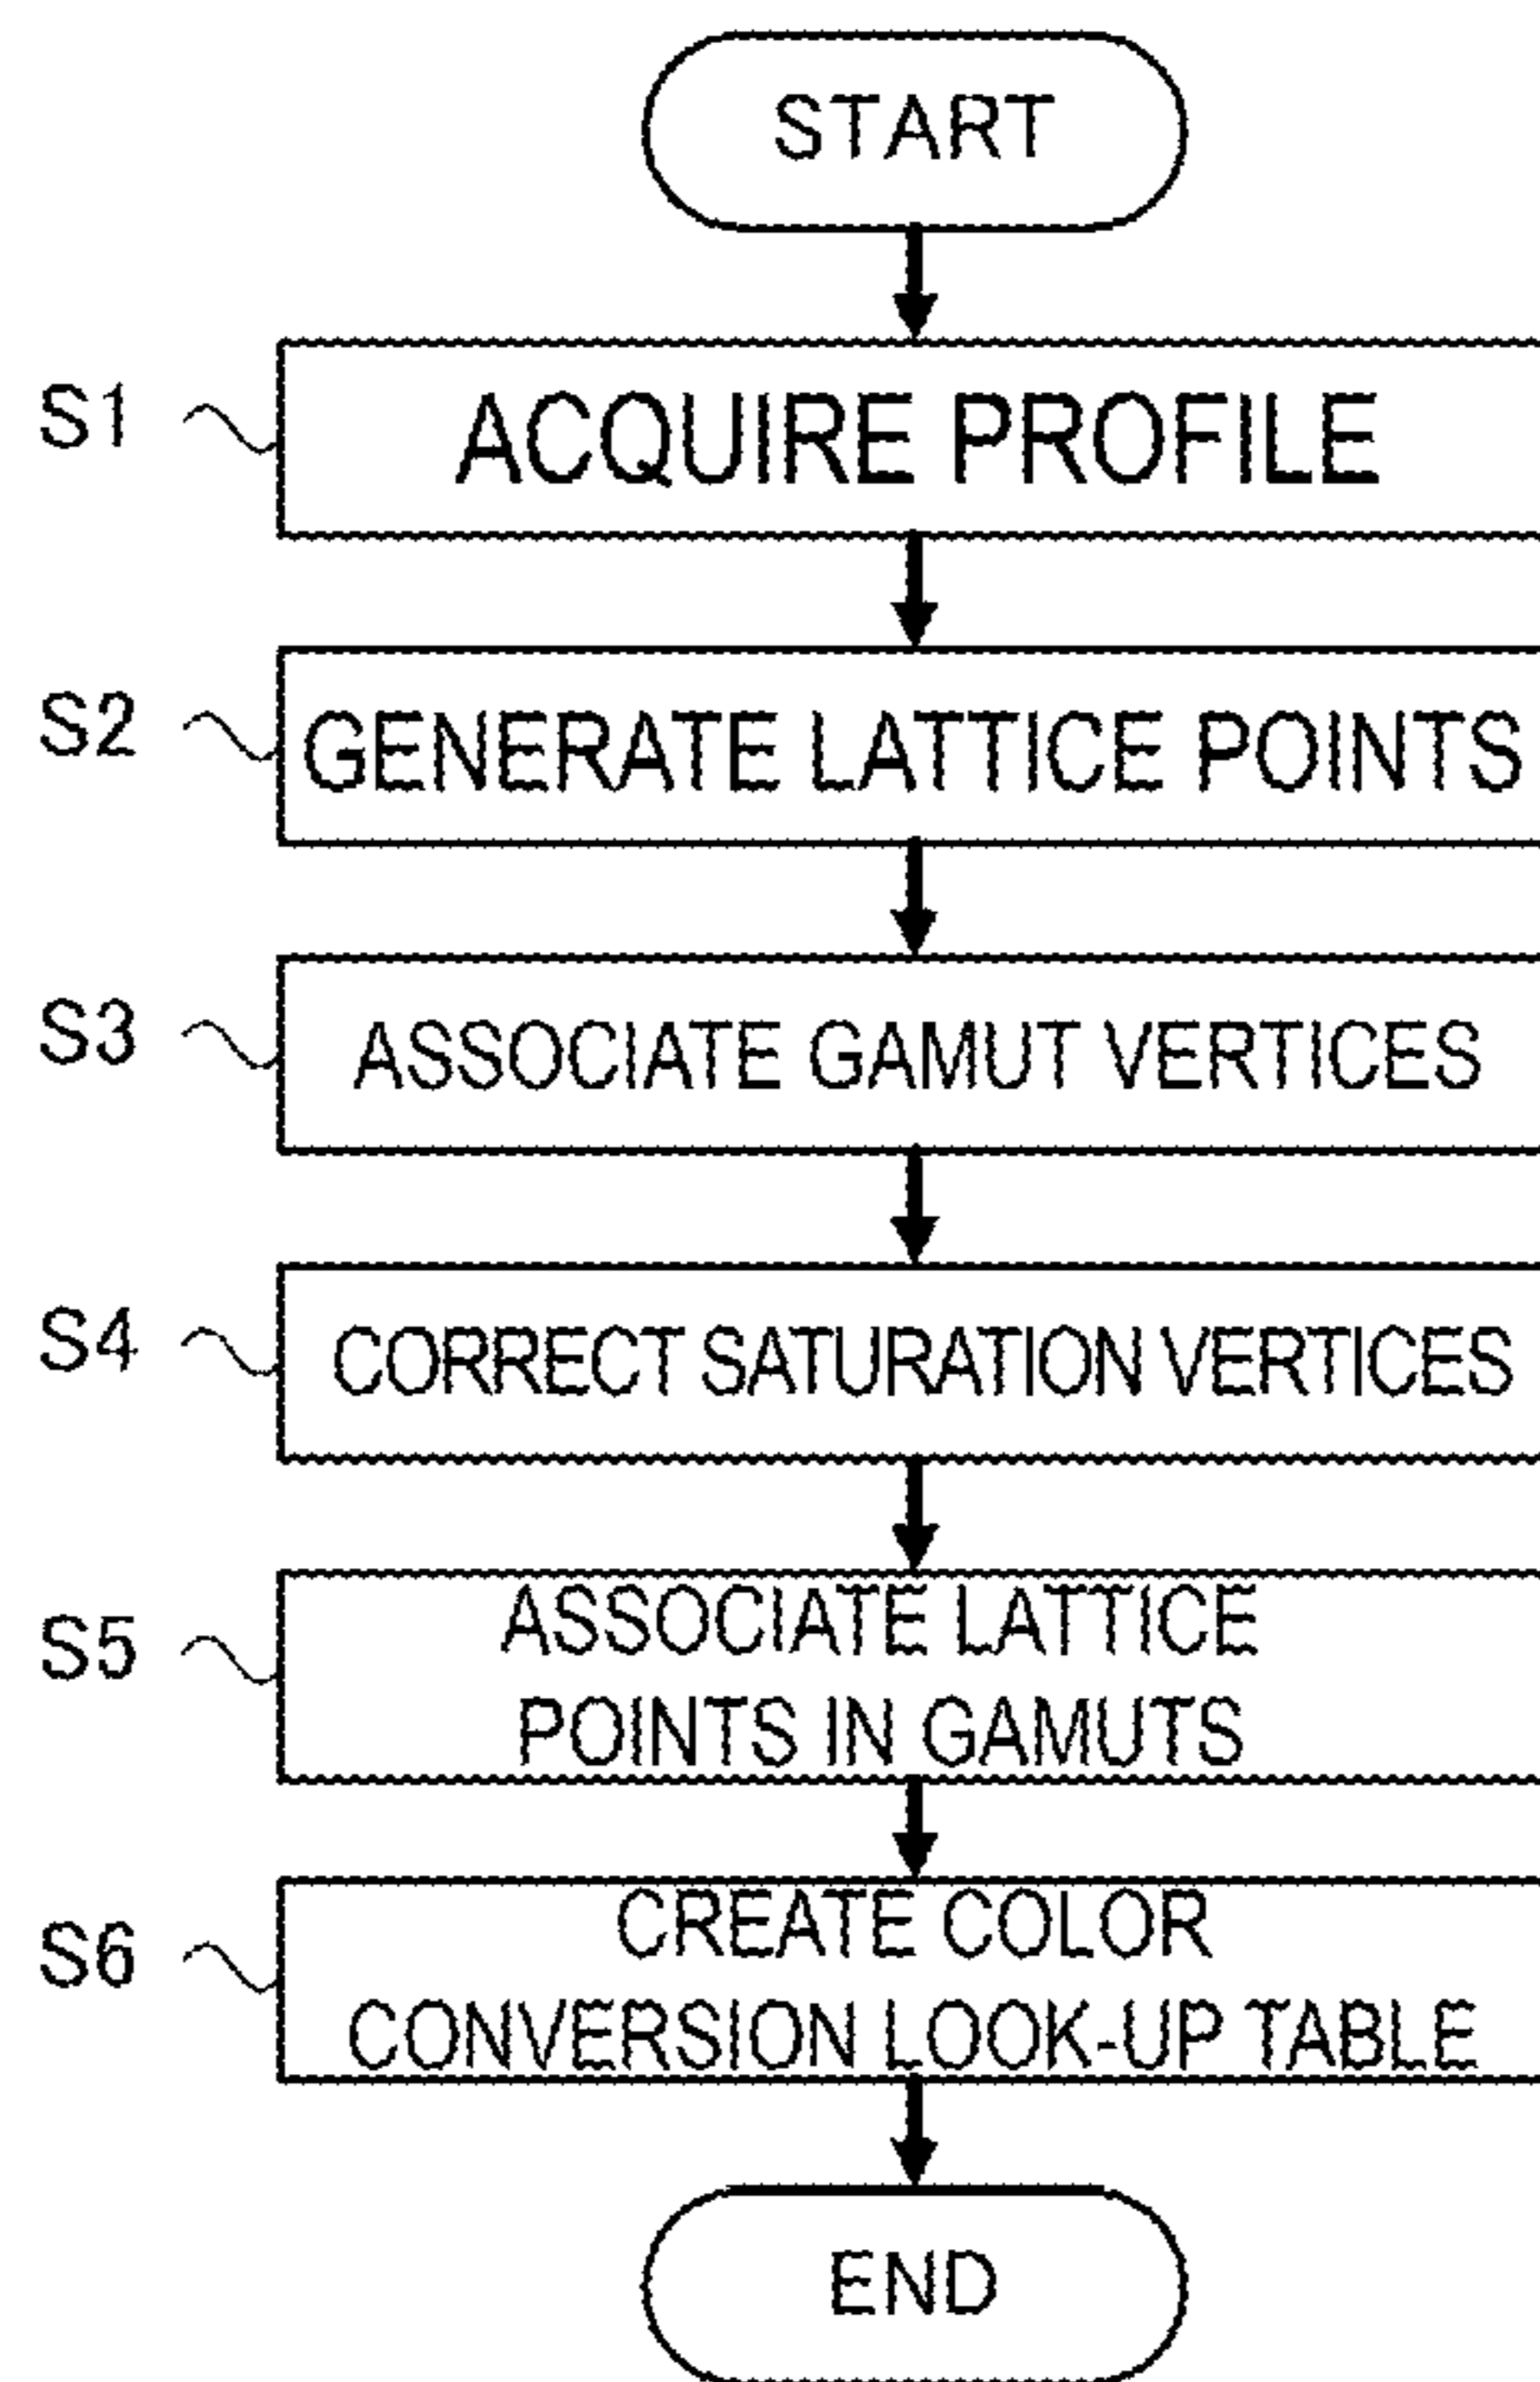 START
S1
ACQUIRE PROFILE
S2
GENERATE LATTICE POINTS
S3
ASSOCIATE GAMUT VERTICES
S4
CORRECT SATURATION VERTICES
S5
ASSOCIATE LATTICE
POINTS IN GAMUTS
S6
CREATE COLOR
CONVERSION LOOK-UP TABLE
END